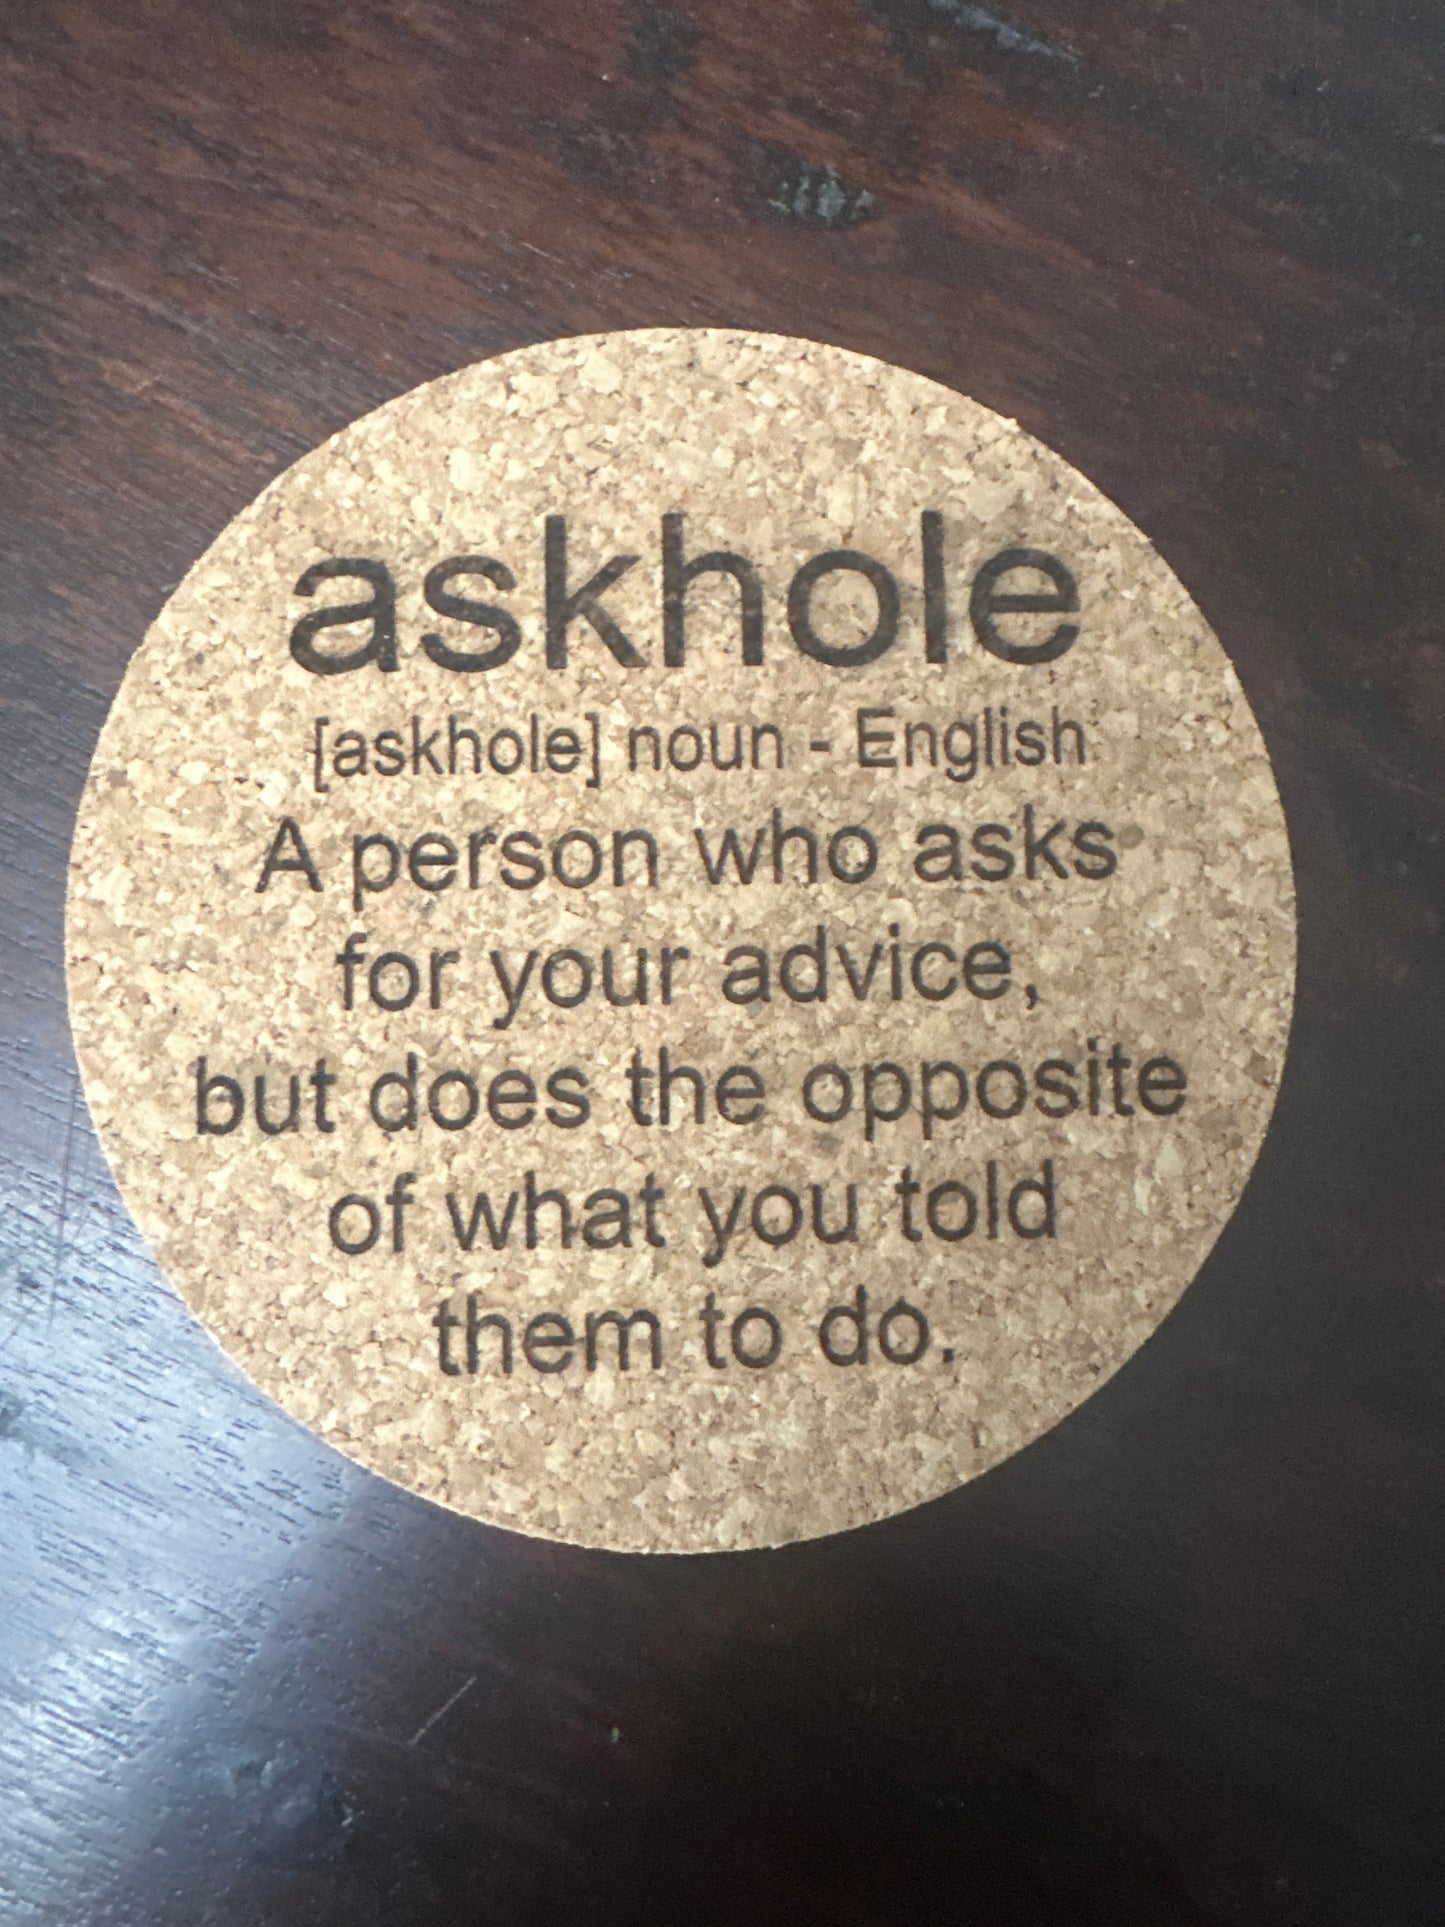 askhole
[askhole] noun - English
A person who asks
for your advice,
but does the opposite
of what you told
them to do.